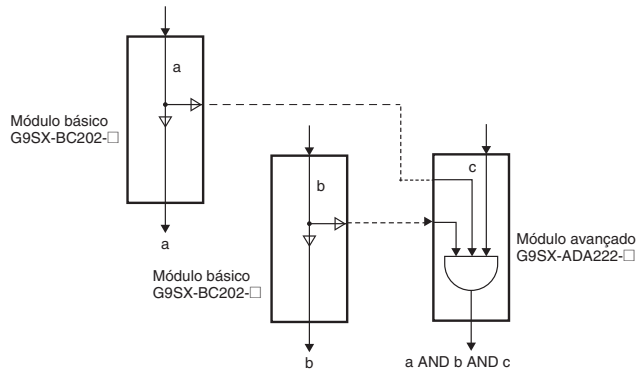 a
Módulo básico
G9SX-BC202-□
a
b
Módulo básico
G9SX-BC202-□
b
c
Módulo avançado
G9SX-ADA222-□
a AND b AND c